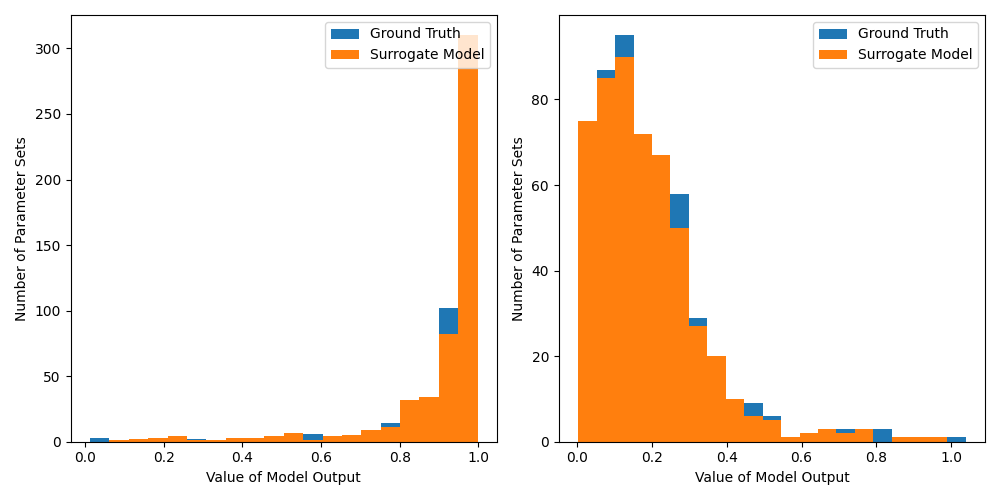 Ground Truth
Surrogate Model
300
250
200
150
100
50
0
Number of Parameter Sets
0.0 0.2 0.4 0.6 0.8 1.0
Value of Model Output
Ground Truth
Surrogate Model
80
60
40
20
0
Number of Parameter Sets
0.0 0.2 0.4 0.6 0.8 1.0
Value of Model Output